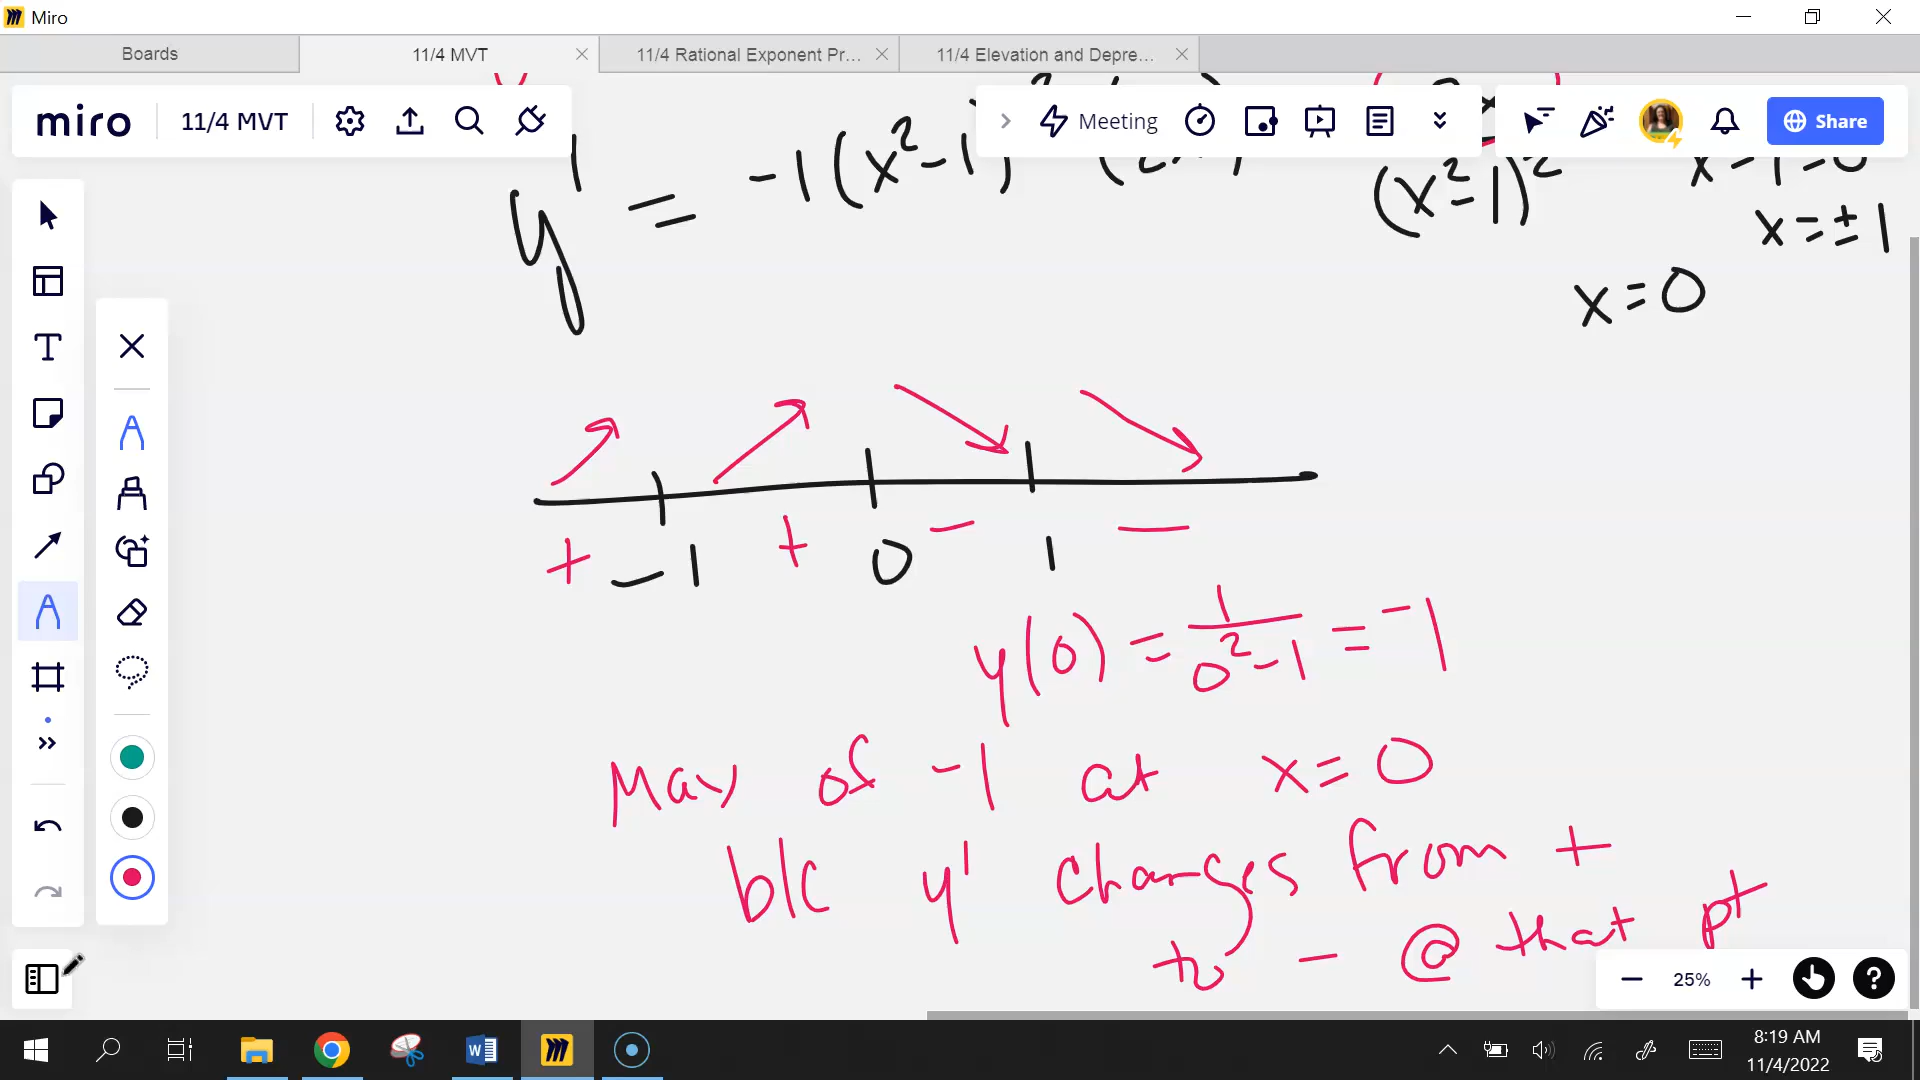 Miro
Boards
11/4 MVT
11/4 Rational Exponent Pr...
11/4 Elevation and Depre...
miro
11/4 MVT
Meeting
Share
y' = -1(x²-1)
(x²-1)²
x=±1
x=0
+ -1 + 0 - 1 -
y(0) = 1/(0²-1) = -1
Max of -1 at x=0
b/c y' changes from +
to - @ that pt
25%
8:19 AM
11/4/2022